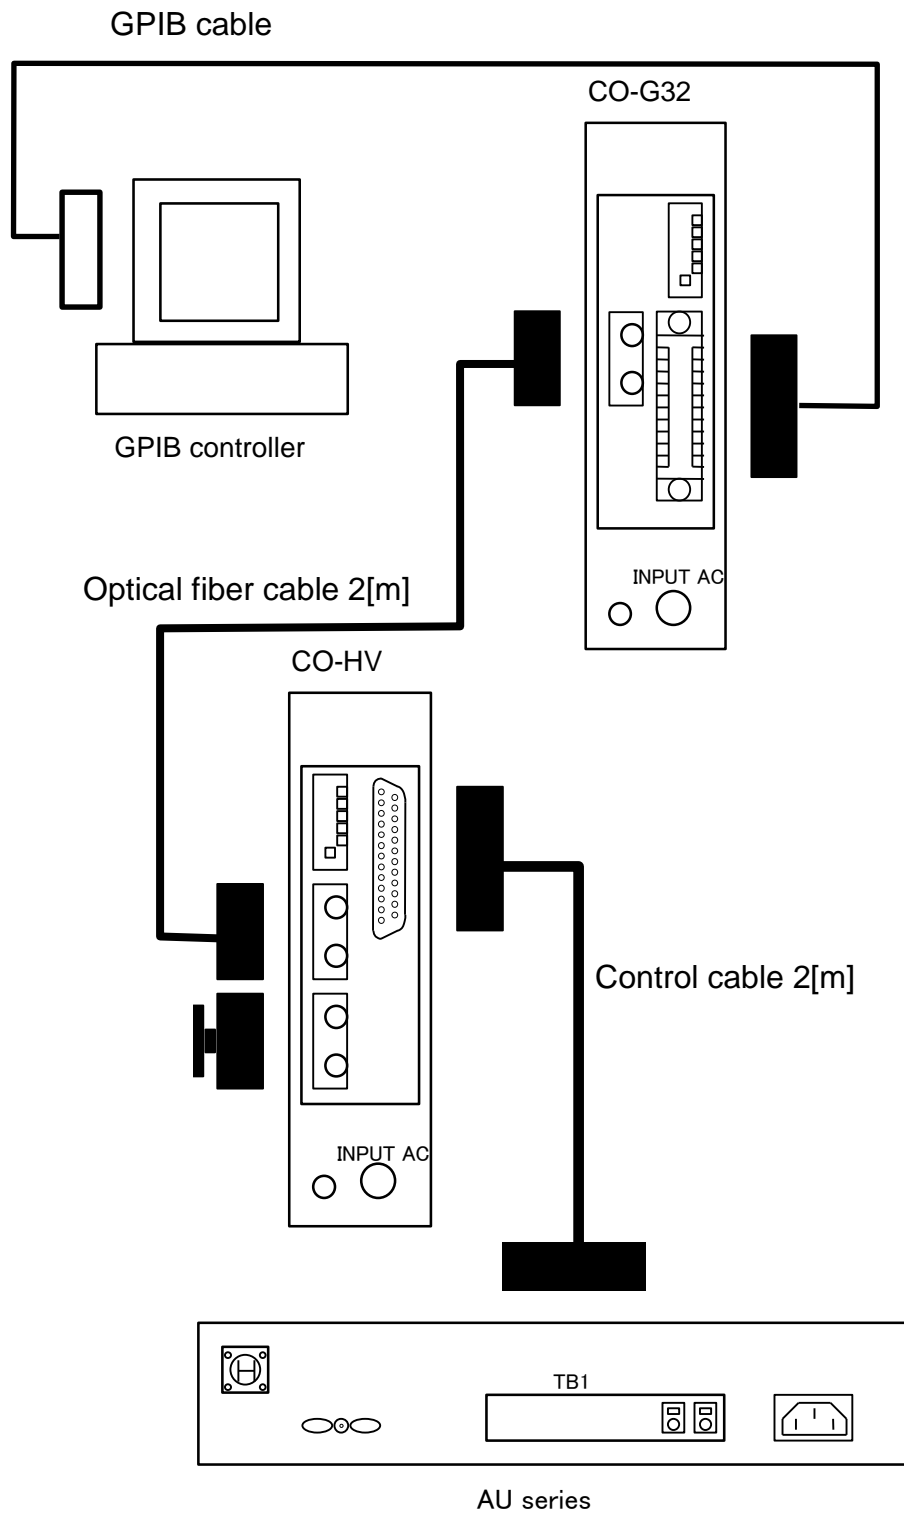 GPIB cable
CO-G32
GPIB controller
INPUT AC
Optical fiber cable 2[m]
CO-HV
Control cable 2[m]
INPUT AC
TB1
AU series